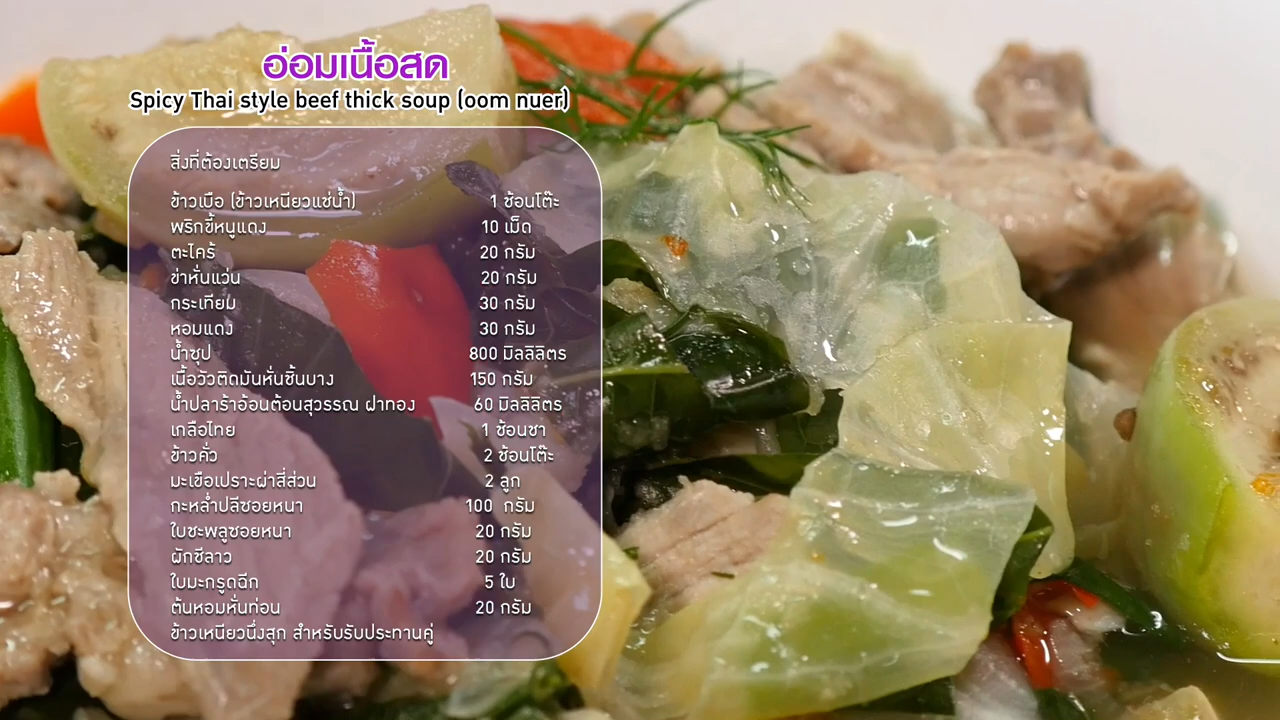 อ่อมเนื้อสด
Spicy Thai style beef thick soup (oom nuer)
สิ่งที่ต้องเตรียม
ข้าวเบือ (ข้าวเหนียวแช่น้ำ) 1 ช้อนโต๊ะ
พริกขี้หนูแดง 10 เม็ด
ตะไคร้ 20 กรัม
ข่าหั่นแว่น 20 กรัม
กระเทียม 30 กรัม
หอมแดง 30 กรัม
น้ำซุป 800 มิลลิลิตร
เนื้อวัวติดมันหั่นชิ้นบาง 150 กรัม
น้ำปลาร้าอ้อนต้อนสุวรรณ ฝาทอง 60 มิลลิลิตร
เกลือไทย 1 ช้อนชา
ข้าวคั่ว 2 ช้อนโต๊ะ
มะเขือเปราะผ่าสี่ส่วน 2 ลูก
กะหล่ำปลีซอยหนา 100 กรัม
ใบชะพลูซอยหนา 20 กรัม
ผักชีลาว 20 กรัม
ใบมะกรูดฉีก 5 ใบ
ต้นหอมหั่นท่อน 20 กรัม
ข้าวเหนียวนึ่งสุก สำหรับรับประทานคู่